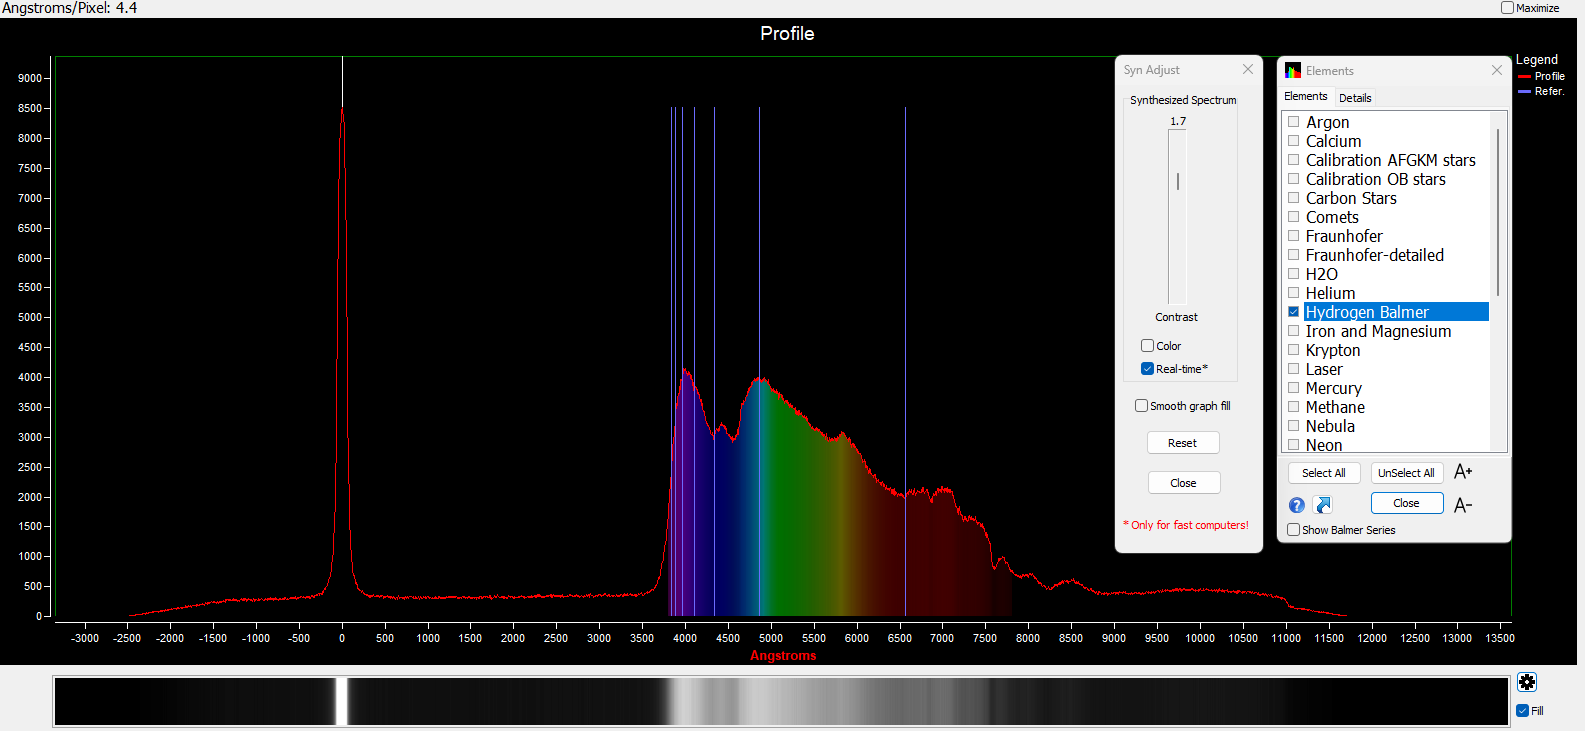 Angstroms/Pixel: 4.4
Maximize
Profile
Legend
Profile
Refer.
9000
8500
8000
7500
7000
6500
6000
5500
5000
4500
4000
3500
3000
2500
2000
1500
1000
500
0
-3000 -2500 -2000 -1500 -1000 -500 0 500 1000 1500 2000 2500 3000 3500 4000 4500 5000 5500 6000 6500 7000 7500 8000 8500 9000 9500 10000 10500 11000 11500 12000 12500 13000 13500
Angstroms
Syn Adjust
Synthesized Spectrum
1.7
Contrast
Color
Real-time*
Smooth graph fill
Reset
Close
* Only for fast computers!
Elements
Elements Details
Argon
Calcium
Calibration AFGKM stars
Calibration OB stars
Carbon Stars
Comets
Fraunhofer
Fraunhofer-detailed
H2O
Helium
Hydrogen Balmer
Iron and Magnesium
Krypton
Laser
Mercury
Methane
Nebula
Neon
Select All UnSelect All A+
? Close A-
Show Balmer Series
Fill